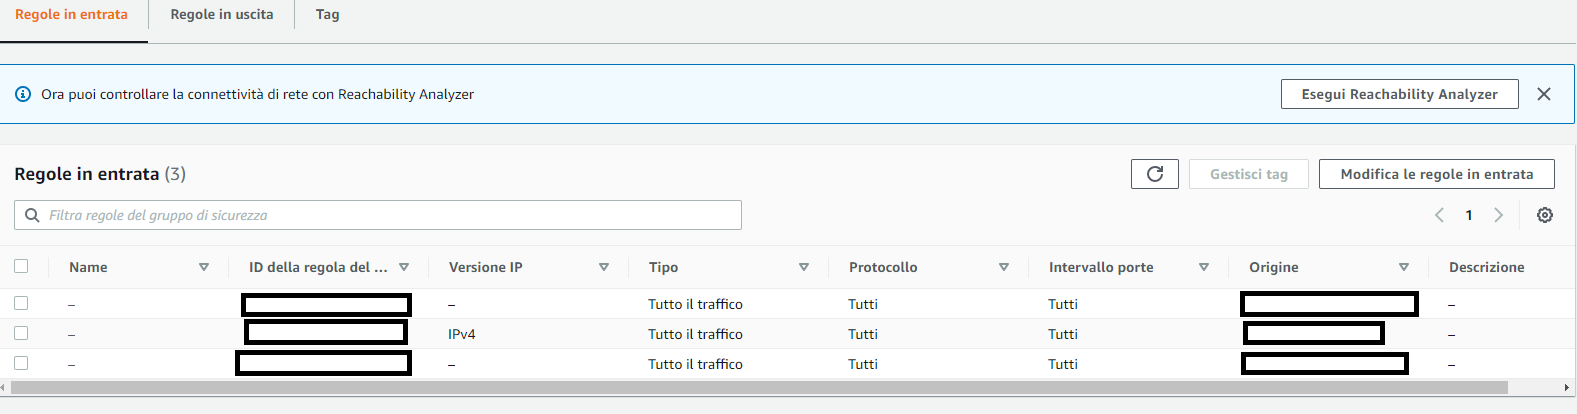 Regole in entrata Regole in uscita Tag
Ora puoi controllare la connettività di rete con Reachability Analyzer Esegui Reachability Analyzer
Regole in entrata (3) Gestisci tag Modifica le regole in entrata
Filtra regole del gruppo di sicurezza 1
Name ID della regola del ... Versione IP Tipo Protocollo Intervallo porte Origine Descrizione
– – Tutto il traffico Tutti Tutti –
– IPv4 Tutto il traffico Tutti Tutti –
– – Tutto il traffico Tutti Tutti –